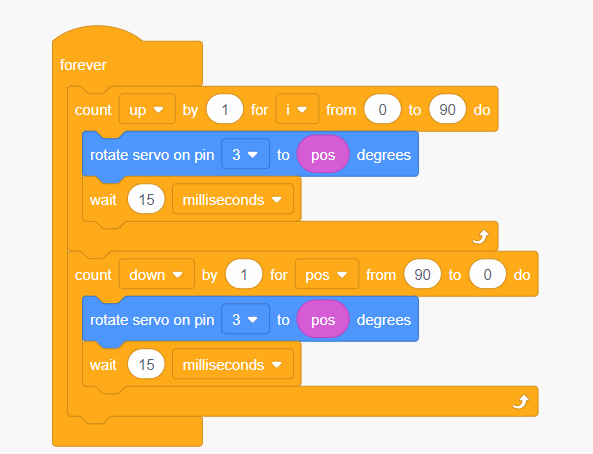 forever
count up by 1 for i from 0 to 90 do
rotate servo on pin 3 to pos degrees
wait 15 milliseconds
count down by 1 for pos from 90 to 0 do
rotate servo on pin 3 to pos degrees
wait 15 milliseconds